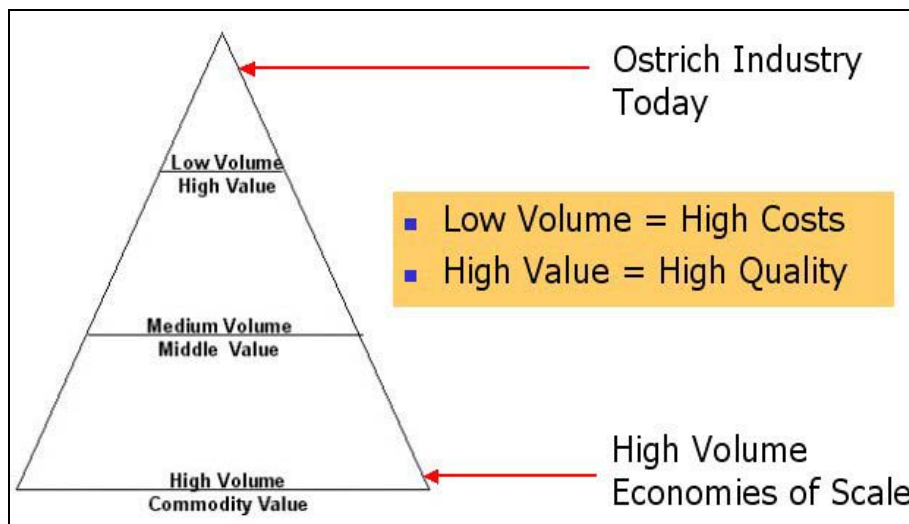 Ostrich Industry
Today
Low Volume
High Value
Low Volume = High Costs
High Value = High Quality
Medium Volume
Middle Value
High Volume
Commodity Value
High Volume
Economies of Scale